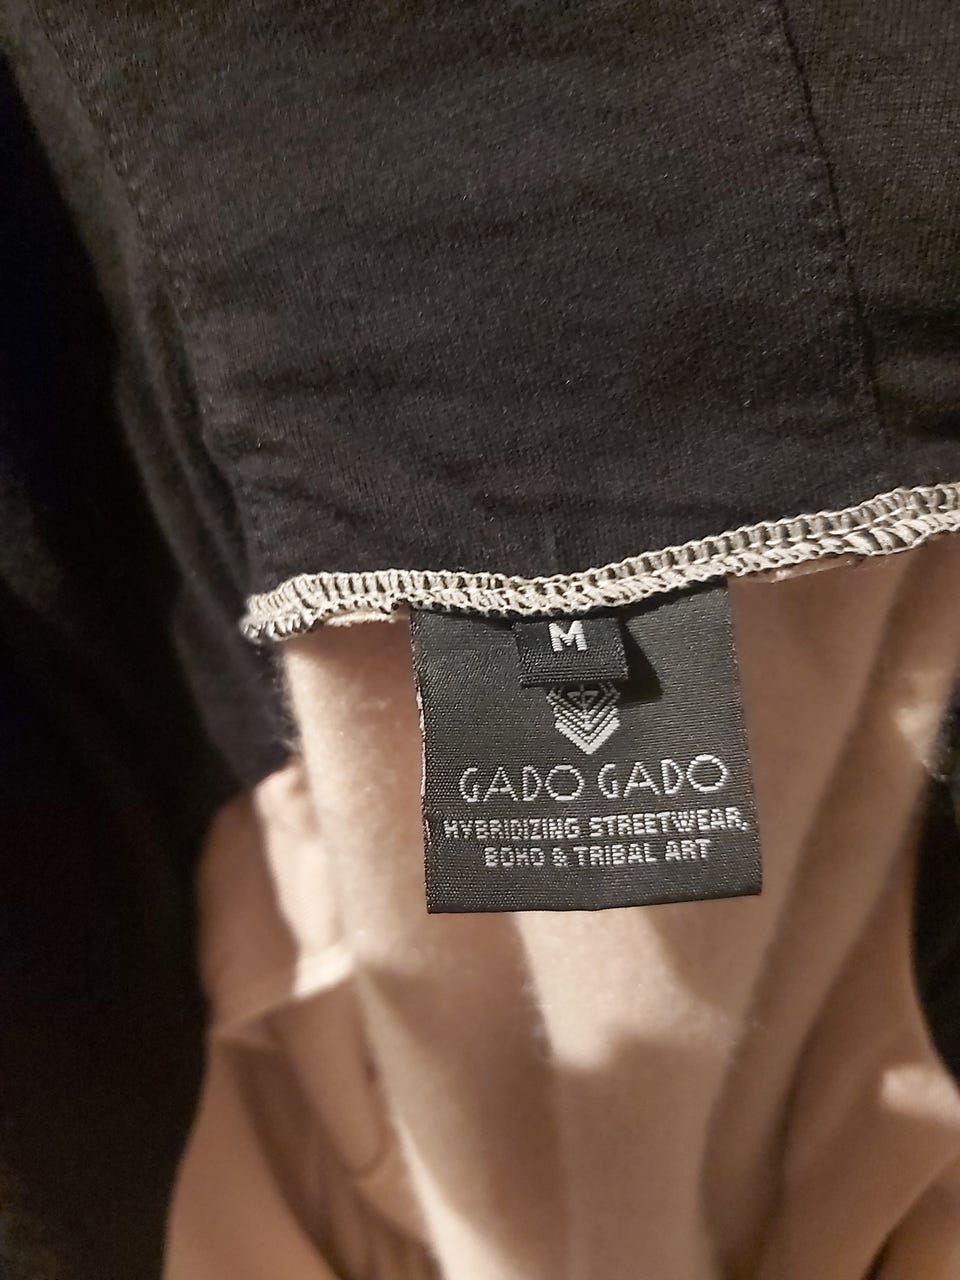 M
GADO GADO
HYBRIDIZING STREETWEAR,
BOHO & TRIBAL ART